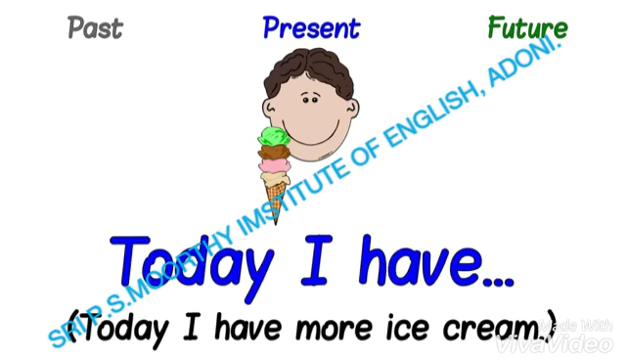 Past Present Future
SRI P.S.MOORTHY IMSTITUTE OF ENGLISH, ADONI.
Today I have...
(Today I have more ice cream.)
Made With
VivaVideo